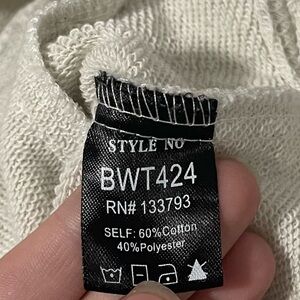 STYLE NO
BWT424
RN# 133793
SELF: 60%Cotton
40%Polyester